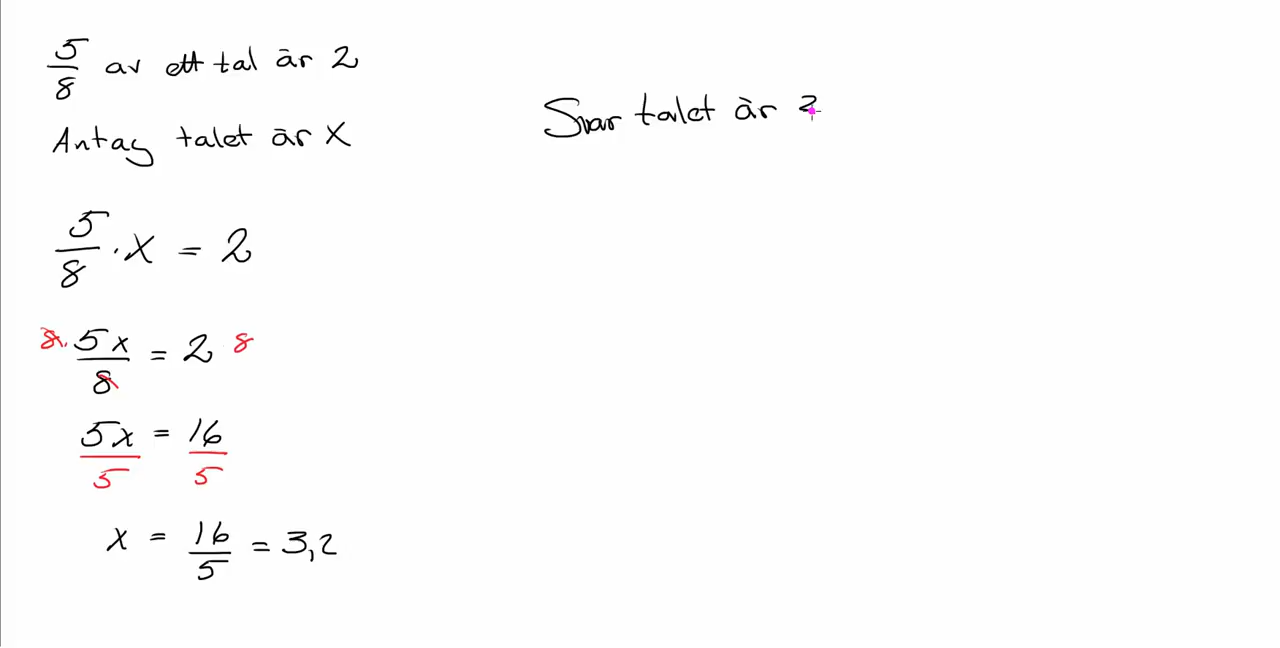 5/8 av ett tal är 2
Antag talet är X
5/8 · X = 2
8· 5x/8 = 2 8
5x/5 = 16/5
x = 16/5 = 3,2
Svar talet är